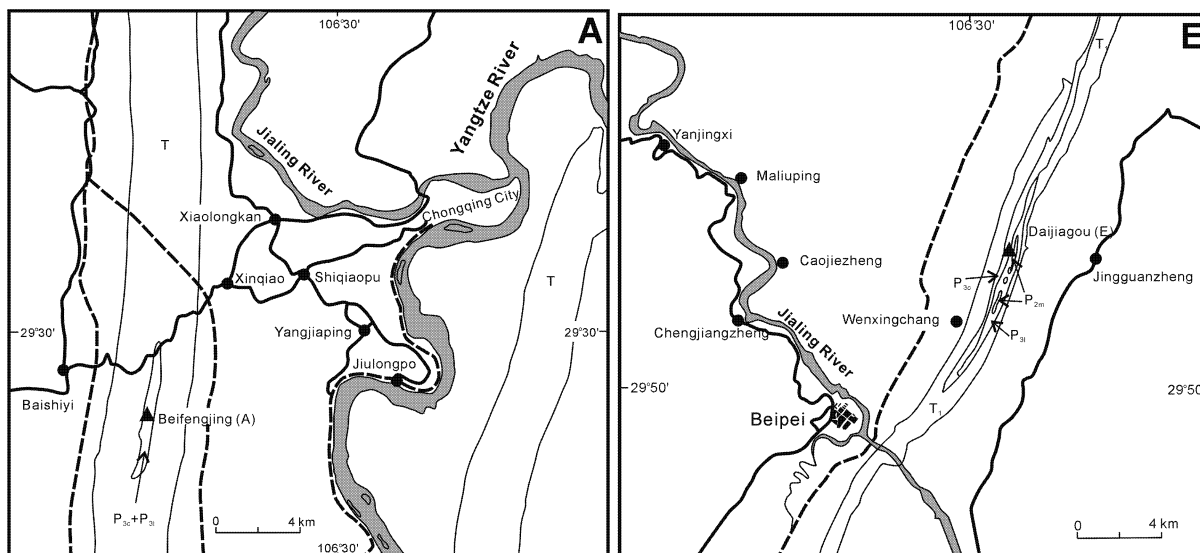 106°30'
A
Yangtze River
Jialing River
T
Chongqing City
Xiaolongkan
Xinqiao
Shiqiaopu
T
29°30'
Yangjiaping
29°30'
Jiulongpo
Baishiyi
Beifengjing (A)
P3c+P3l
0 4 km
106°30'
106°30'
E
T1
Yanjingxi
Maliuping
Daijiagou (E)
Caojiezheng
Jingguanzheng
P3c
P2m
Wenxingchang
Chengjiangzheng
P3l
Jialing River
29°50'
29°50
T1
Beipei
0 4 km